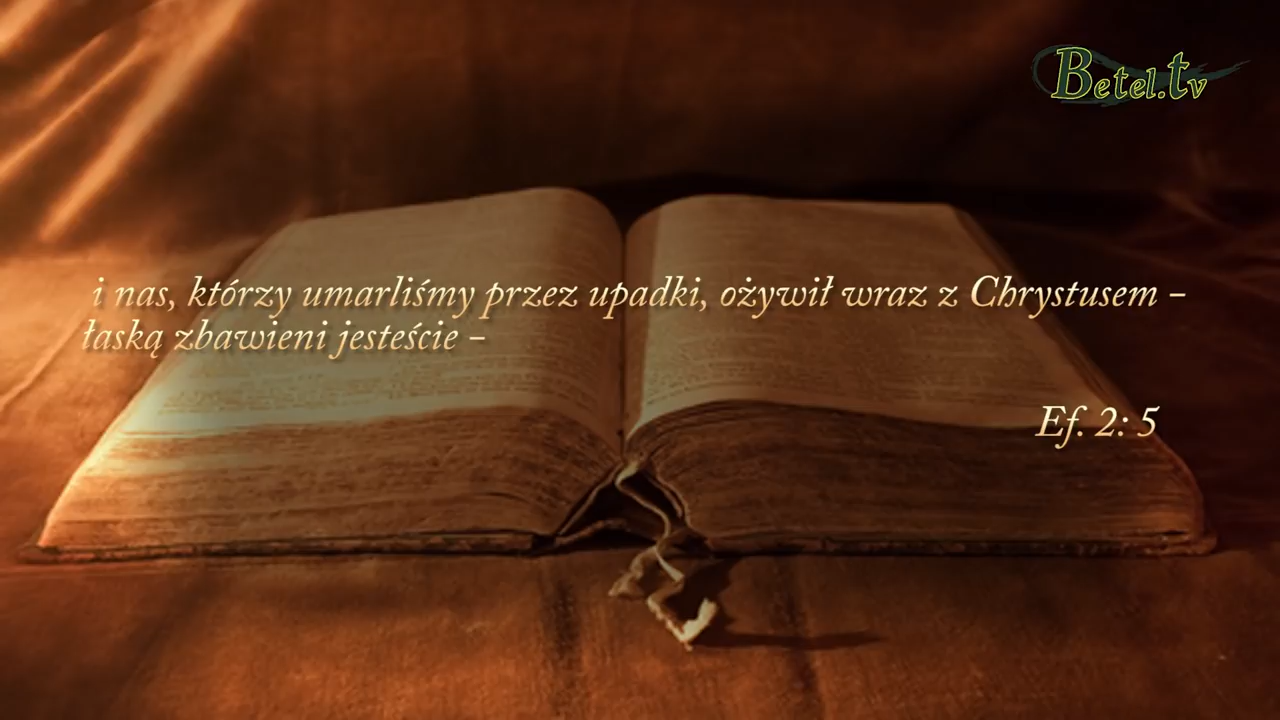 Betel.tv
i nas, którzy umarliśmy przez upadki, ożywił wraz z Chrystusem –
łaską zbawieni jesteście –
Ef. 2: 5